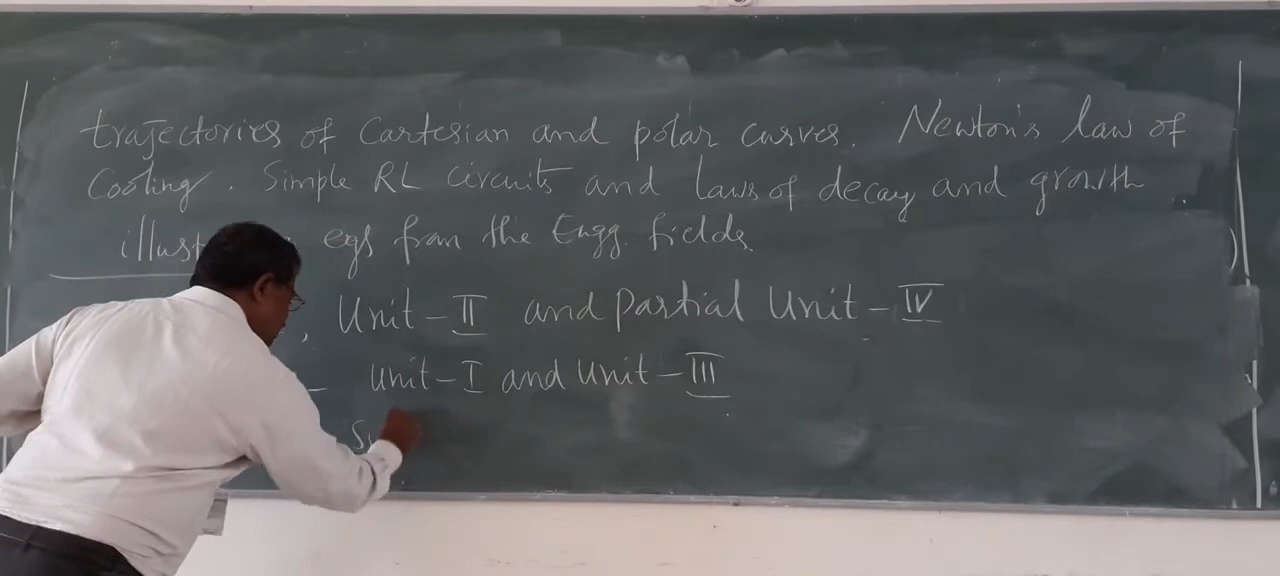 trajectories of Cartesian and polar curves. Newton's law of
Cooling. Simple RL circuits and laws of decay and growth.
egs from the Engg. fields.
, Unit - II and Partial Unit - IV
- Unit - I and Unit - III